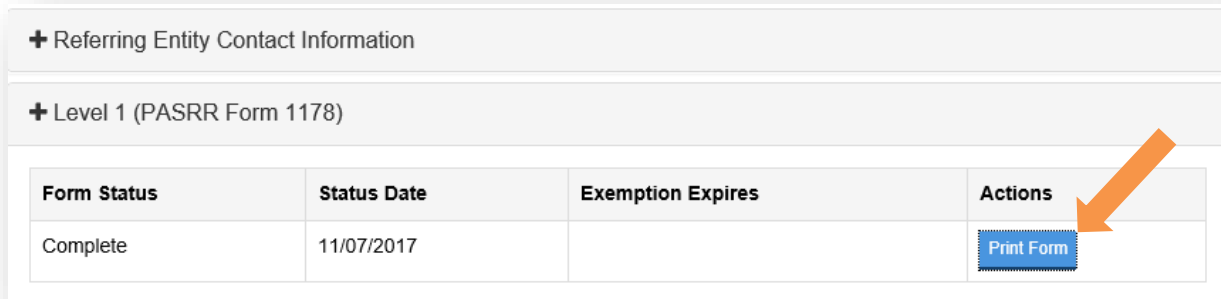 + Referring Entity Contact Information
+ Level 1 (PASRR Form 1178)
Form Status Status Date Exemption Expires Actions
Complete 11/07/2017 Print Form